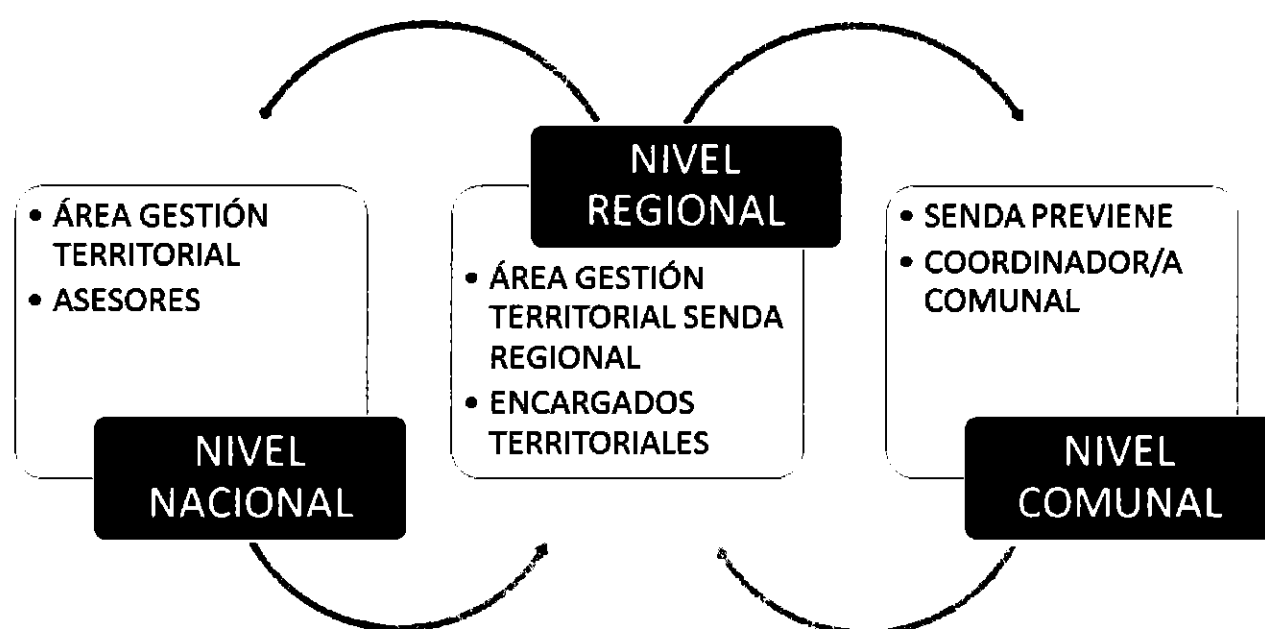 • ÁREA GESTIÓN
TERRITORIAL
• ASESORES
NIVEL
NACIONAL
NIVEL
REGIONAL
• ÁREA GESTIÓN
TERRITORIAL SENDA
REGIONAL
• ENCARGADOS
TERRITORIALES
• SENDA PREVIENE
• COORDINADOR/A
COMUNAL
NIVEL
COMUNAL